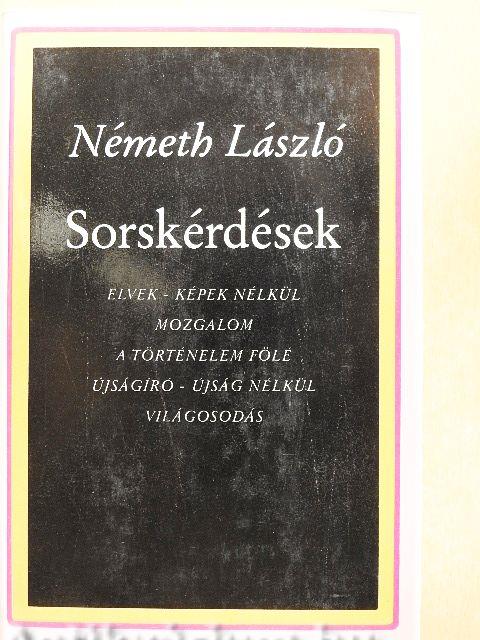 Németh László
Sorskérdések
ELVEK - KÉPEK NÉLKÜL
MOZGALOM
A TÖRTÉNELEM FÖLÉ
ÚJSÁGÍRÓ - ÚJSÁG NÉLKÜL
VILÁGOSODÁS